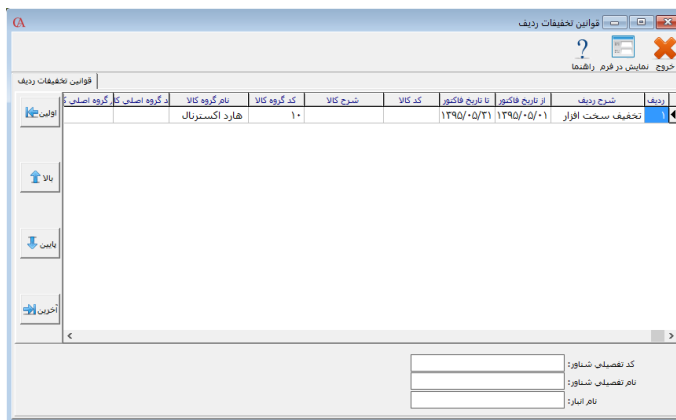 قوانین تخفیفات ردیف
خروج نمایش در فرم راهنما
قوانین تخفیفات ردیف
ردیف شرح ردیف از تاریخ فاکتور تا تاریخ فاکتور کد کالا شرح کالا کد گروه کالا نام گروه کالا د گروه اصلی کا گروه اصلی ک
۱ تخفیف سخت افزار ۱۳۹۵/۰۵/۰۱ ۱۳۹۵/۰۵/۳۱ ۱۰ هارد اکسترنال
اولین
بالا
پایین
آخرین
کد تفصیلی شناور:
نام تفصیلی شناور:
نام انبار: